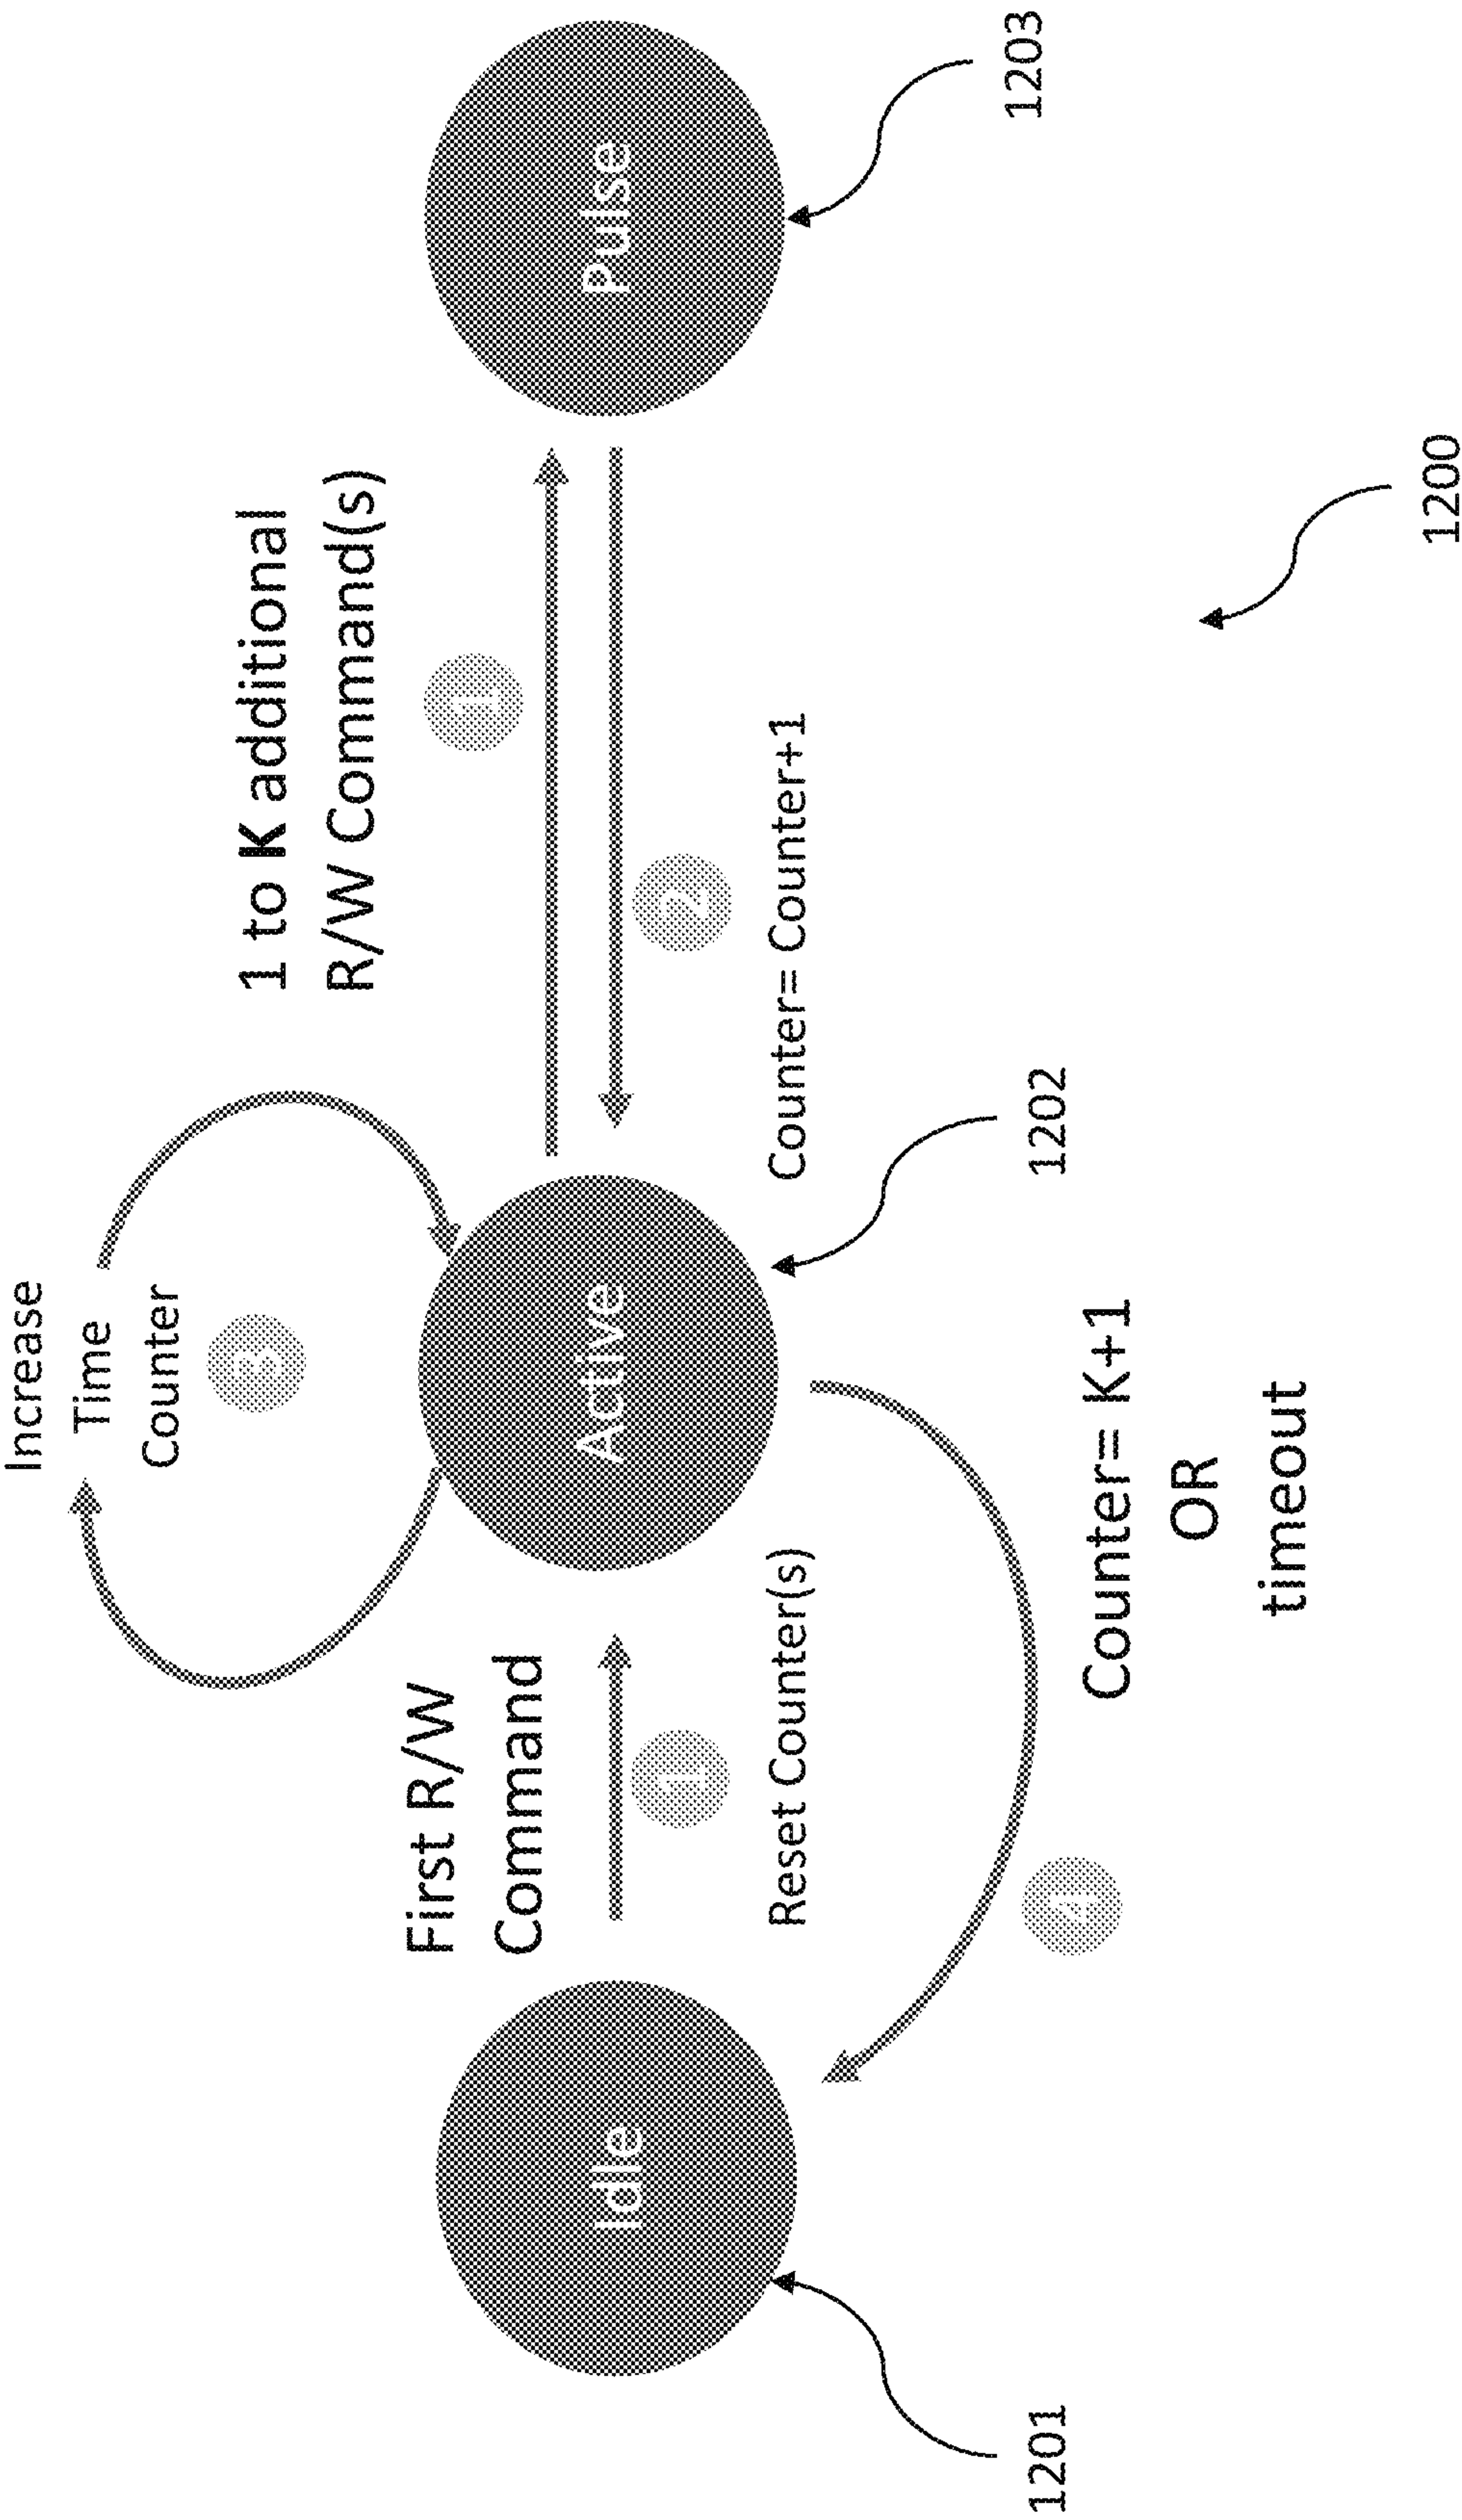 Increase
Time
Counter
3
First R/W
Command
1
Reset Counter(s)
1 to K additional
R/W Command(s)
1
2
Counter= Counter+1
Idle
Active
Pulse
4
Counter= K+1
OR
timeout
1201
1202
1203
1200